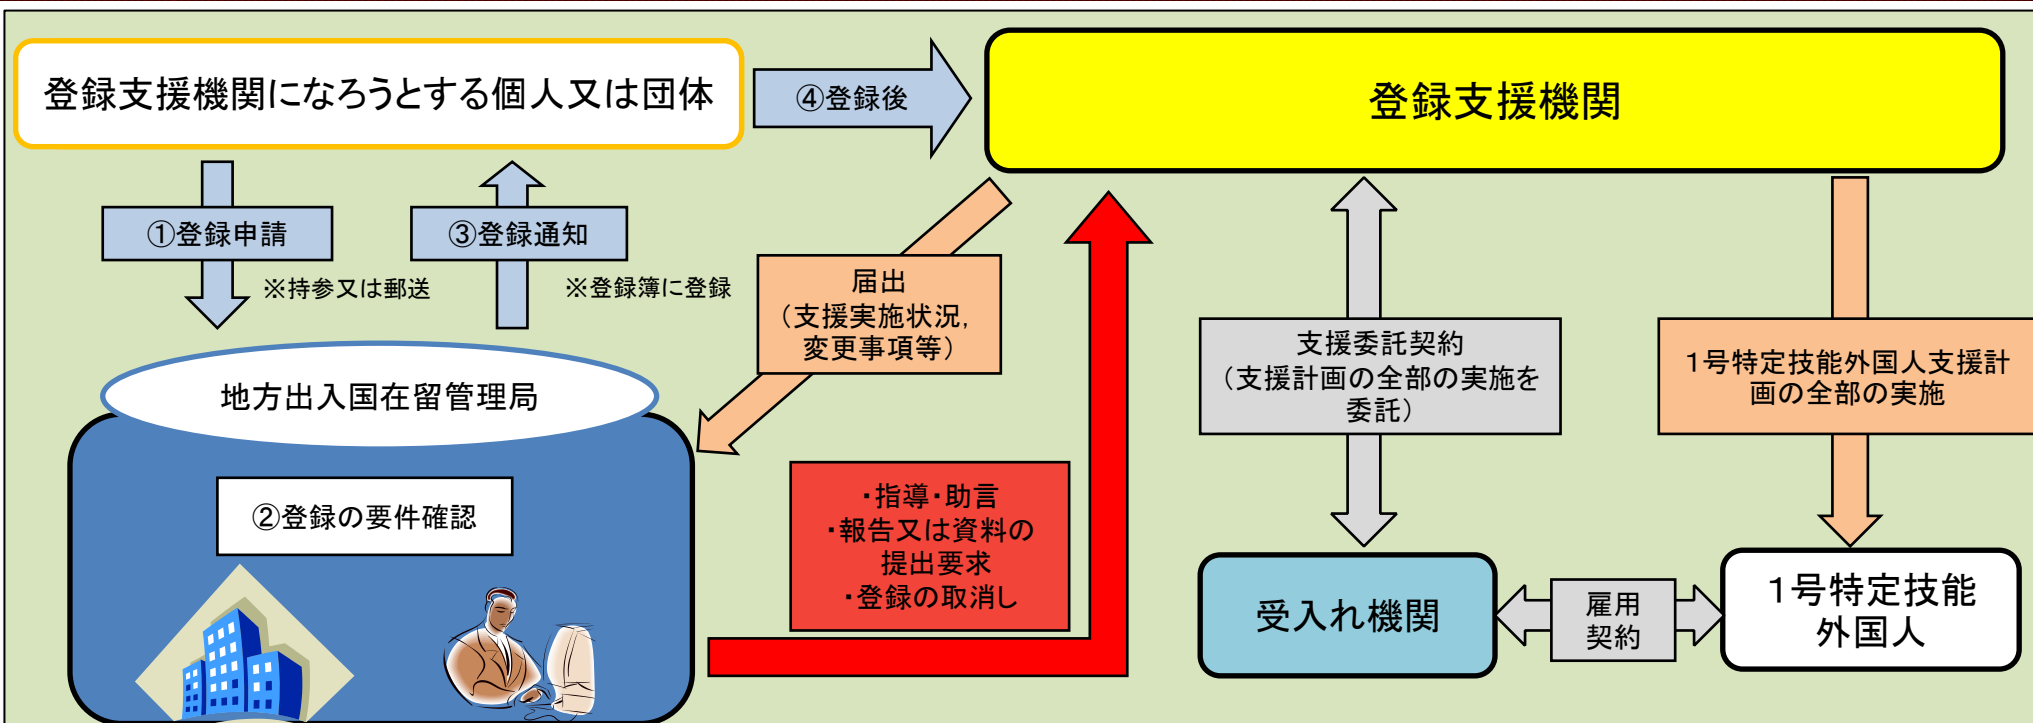 登録支援機関になろうとする個人又は団体
④登録後
登録支援機関
①登録申請
※持参又は郵送
③登録通知
※登録簿に登録
届出
（支援実施状況，
変更事項等）
支援委託契約
（支援計画の全部の実施を
委託）
１号特定技能外国人支援計
画の全部の実施
地方出入国在留管理局
②登録の要件確認
・指導・助言
・報告又は資料の
提出要求
・登録の取消し
受入れ機関
雇用
契約
１号特定技能
外国人